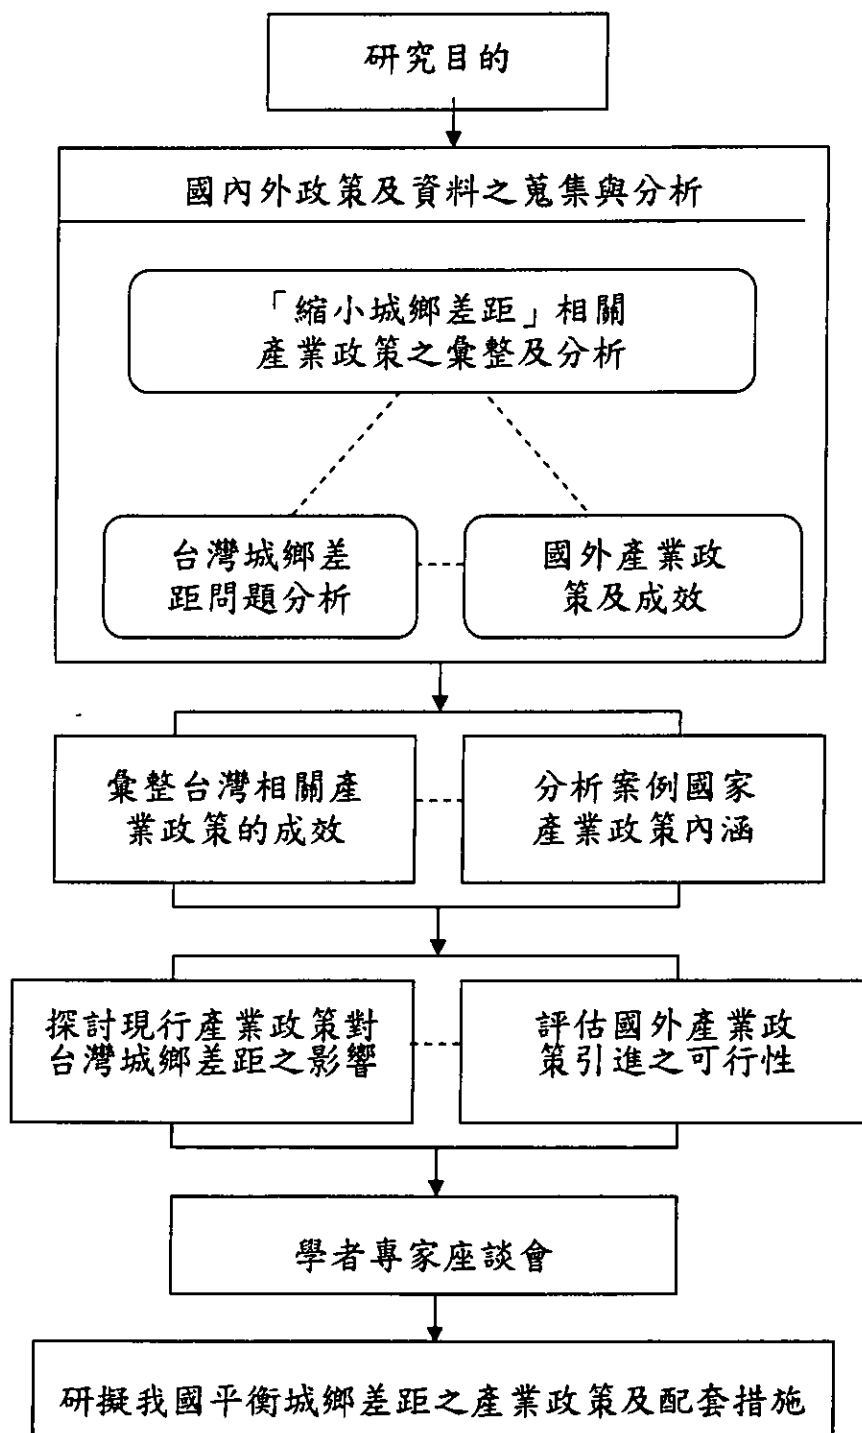 研究目的
國內外政策及資料之蒐集與分析
「縮小城鄉差距」相關
產業政策之彙整及分析
台灣城鄉差
距問題分析
國外產業政
策及成效
彙整台灣相關產
業政策的成效
分析案例國家
產業政策內涵
探討現行產業政策對
台灣城鄉差距之影響
評估國外產業政
策引進之可行性
學者專家座談會
研擬我國平衡城鄉差距之產業政策及配套措施